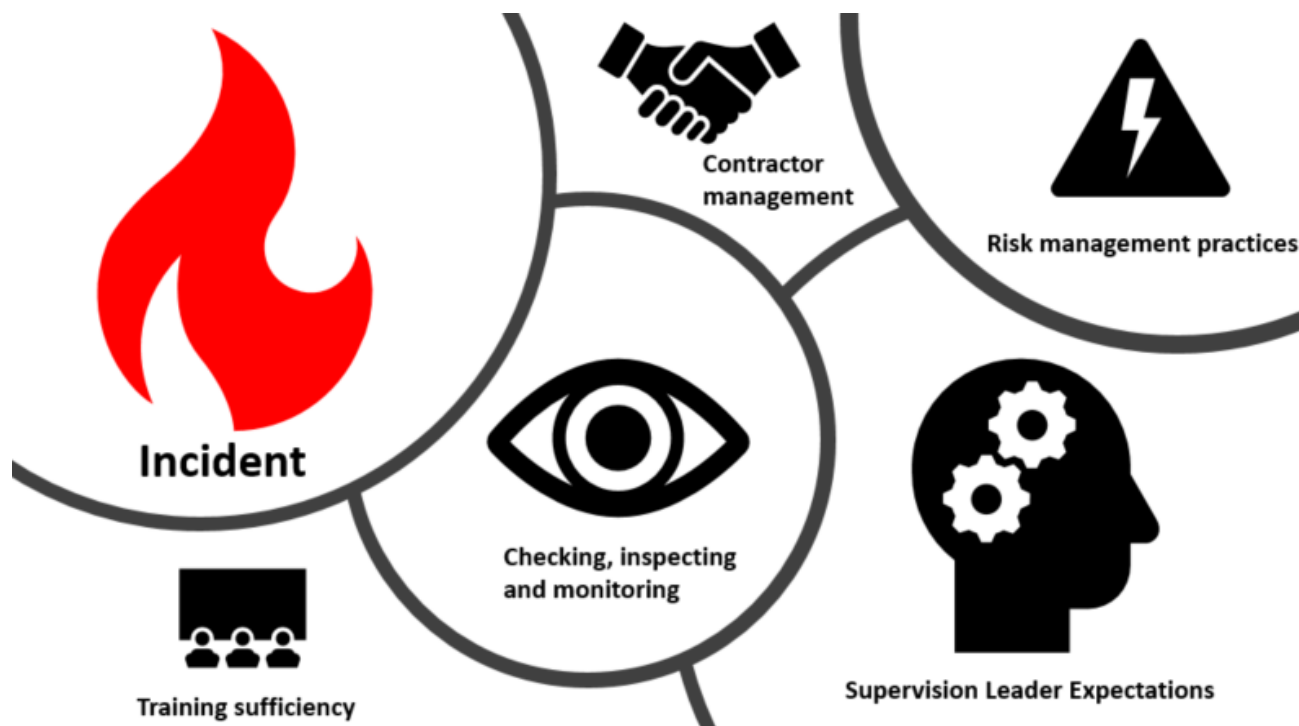 Contractor
management
Risk management practices
Incident
Checking, inspecting
and monitoring
Training sufficiency
Supervision Leader Expectations